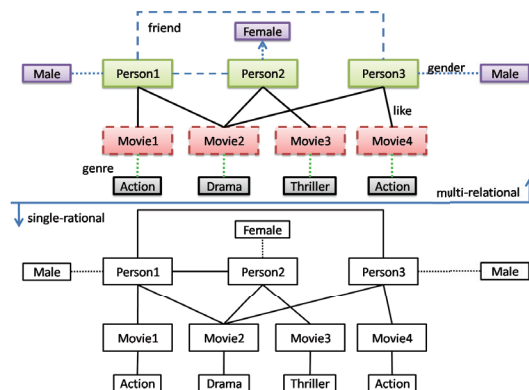 friend
Female
Male Person1 Person2 Person3 gender Male
like
Movie1 Movie2 Movie3 Movie4
genre
Action Drama Thriller Action
multi-relational
single-rational
Female
Male Person1 Person2 Person3 Male
Movie1 Movie2 Movie3 Movie4
Action Drama Thriller Action